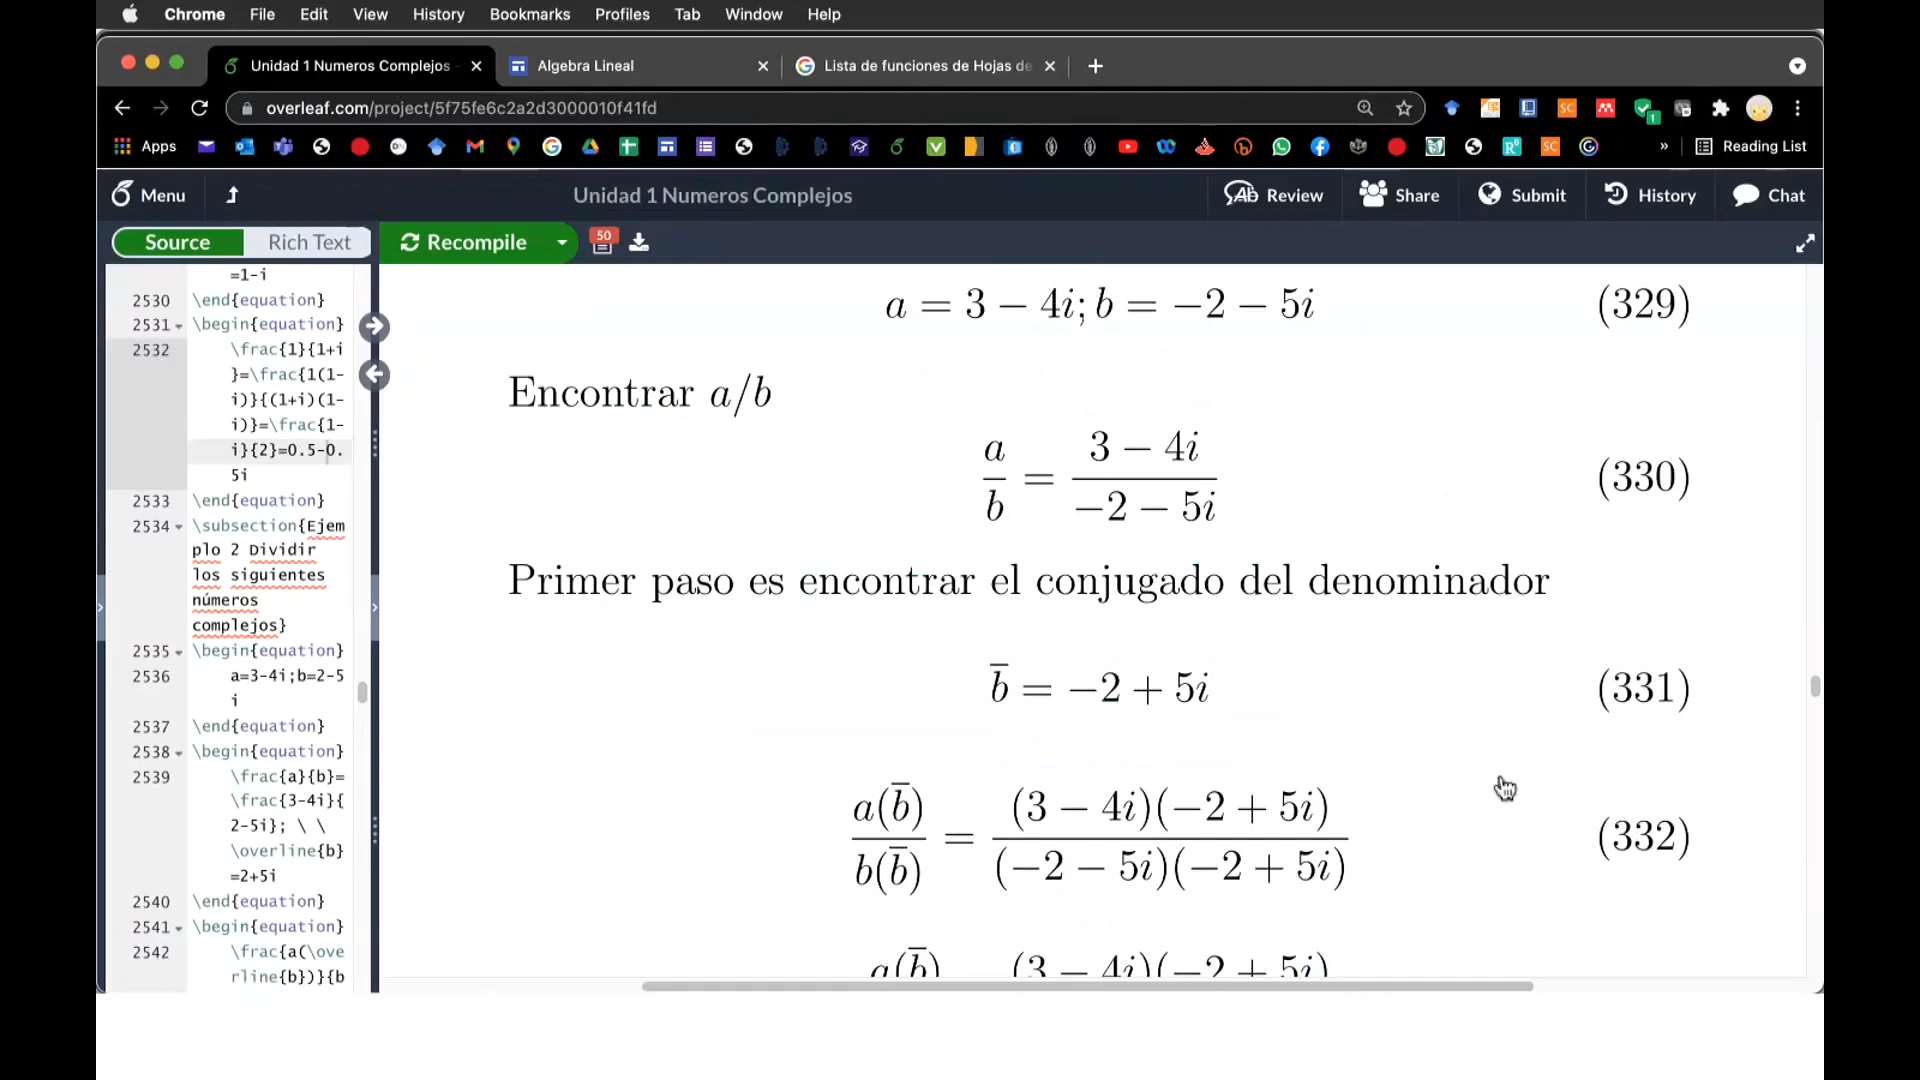 Chrome File Edit View History Bookmarks Profiles Tab Window Help
Unidad 1 Numeros Complejos
Algebra Lineal
Lista de funciones de Hojas de
overleaf.com/project/5f75fe6c2a2d3000010f41fd
Apps
Reading List
Menu
Unidad 1 Numeros Complejos
Review
Share
Submit
History
Chat
Source
Rich Text
Recompile
50
=1-i
2530 \end{equation}
2531 \begin{equation}
2532 \frac{1}{1+i
}=\frac{1(1-
i)}{(1+i)(1-
i)}=\frac{1-
i}{2}=0.5-0.
5i
2533 \end{equation}
2534 \subsection{Ejem
plo 2 Dividir
los siguientes
números
complejos}
2535 \begin{equation}
2536 a=3-4i;b=2-5
i
2537 \end{equation}
2538 \begin{equation}
2539 \frac{a}{b}=
\frac{3-4i}{
2-5i}; \ \
\overline{b}
=2+5i
2540 \end{equation}
2541 \begin{equation}
2542 \frac{a(\ove
rline{b})}{b
a = 3 − 4i; b = −2 − 5i (329)
Encontrar a/b
a/b = (3 − 4i)/(−2 − 5i) (330)
Primer paso es encontrar el conjugado del denominador
b̅ = −2 + 5i (331)
a(b̅)/b(b̅) = (3 − 4i)(−2 + 5i)/(−2 − 5i)(−2 + 5i) (332)
a(b̅) (3 − 4i)(−2 + 5i)